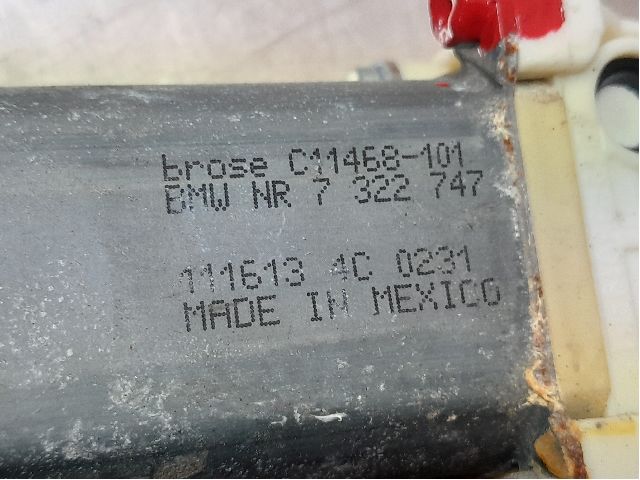 brose C11468-101
BMW NR 7 322 747
111613 4C 0231
MADE IN MEXICO